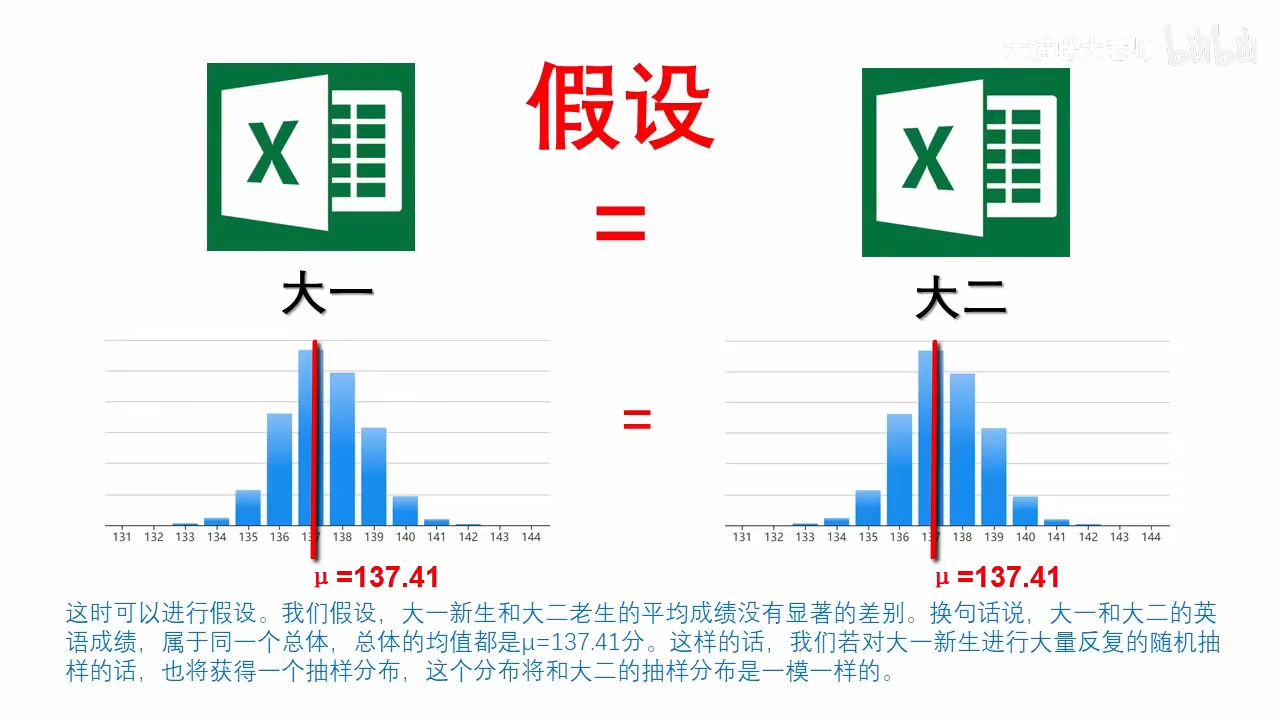 bilibili
假设
X
X
=
大一
大二
=
131 132 133 134 135 136 137 138 139 140 141 142 143 144
131 132 133 134 135 136 137 138 139 140 141 142 143 144
μ=137.41
μ=137.41
这时可以进行假设。我们假设，大一新生和大二老生的平均成绩没有显著的差别。换句话说，大一和大二的英
语成绩，属于同一个总体，总体的均值都是μ=137.41分。这样的话，我们若对大一新生进行大量反复的随机抽
样的话，也将获得一个抽样分布，这个分布将和大二的抽样分布是一模一样的。